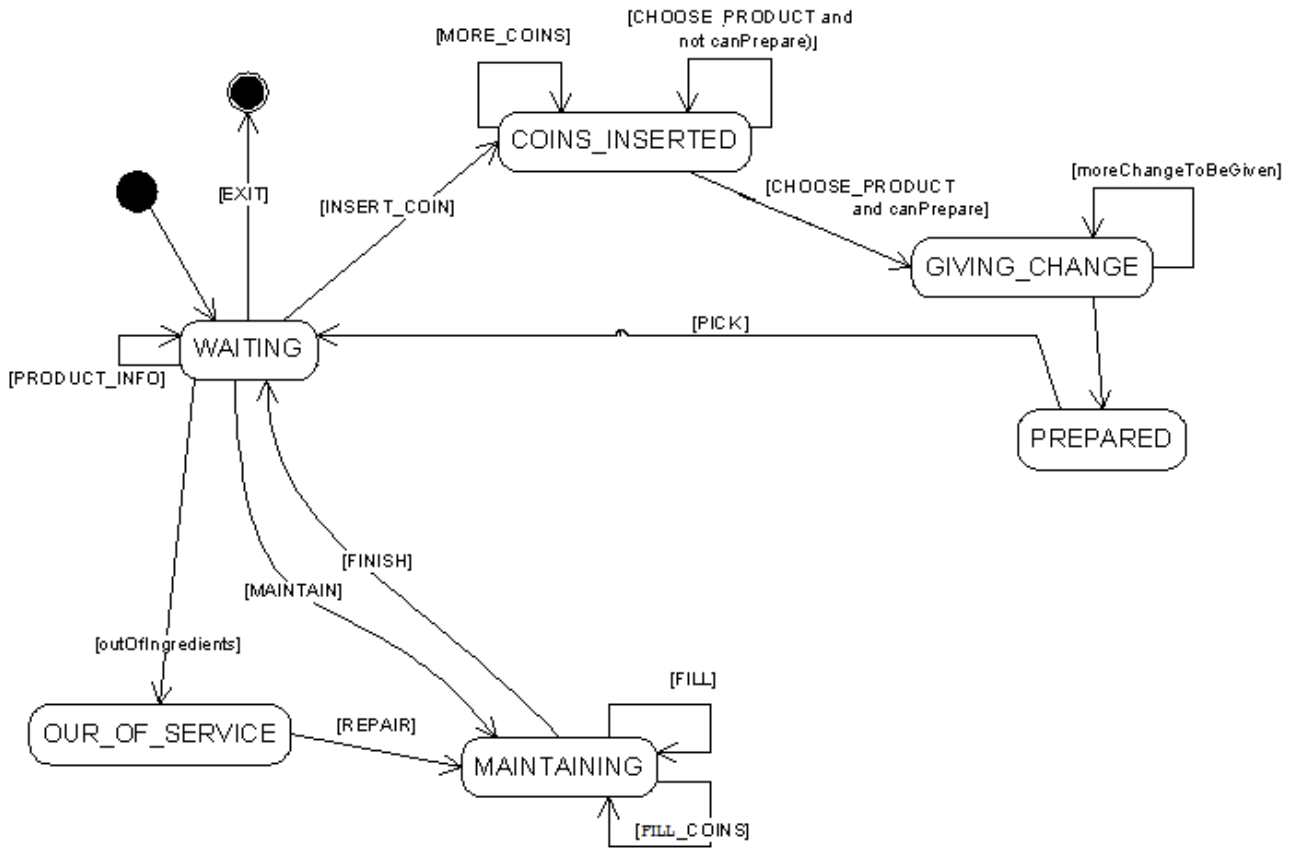 [CHOOSE_PRODUCT and
not canPrepare)]
[MORE_COINS]
COINS_INSERTED
[moreChangeToBeGiven]
[EXIT]
[INSERT_COIN]
[CHOOSE_PRODUCT
and canPrepare]
GIVING_CHANGE
[PICK]
WAITING
[PRODUCT_INFO]
PREPARED
[FINISH]
[MAINTAIN]
[outOfIngredients]
[FILL]
[REPAIR]
OUR_OF_SERVICE
MAINTAINING
[FILL_COINS]